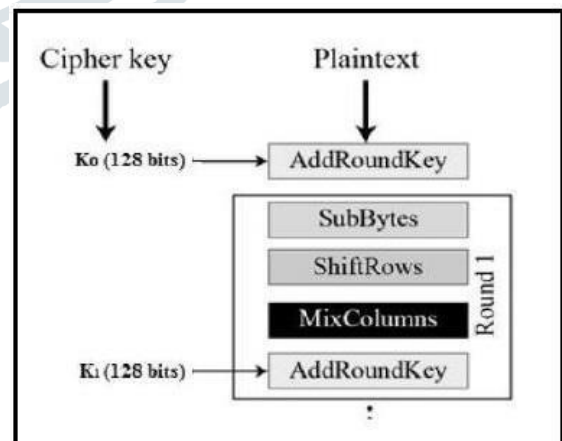 Cipher key
Plaintext
K0 (128 bits)
AddRoundKey
SubBytes
ShiftRows
MixColumns
Round 1
K1 (128 bits)
AddRoundKey
: